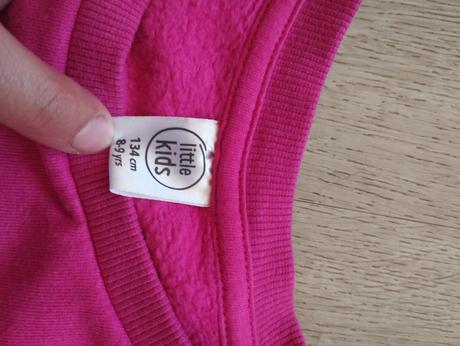 little
kids
134 cm
8-9 yrs